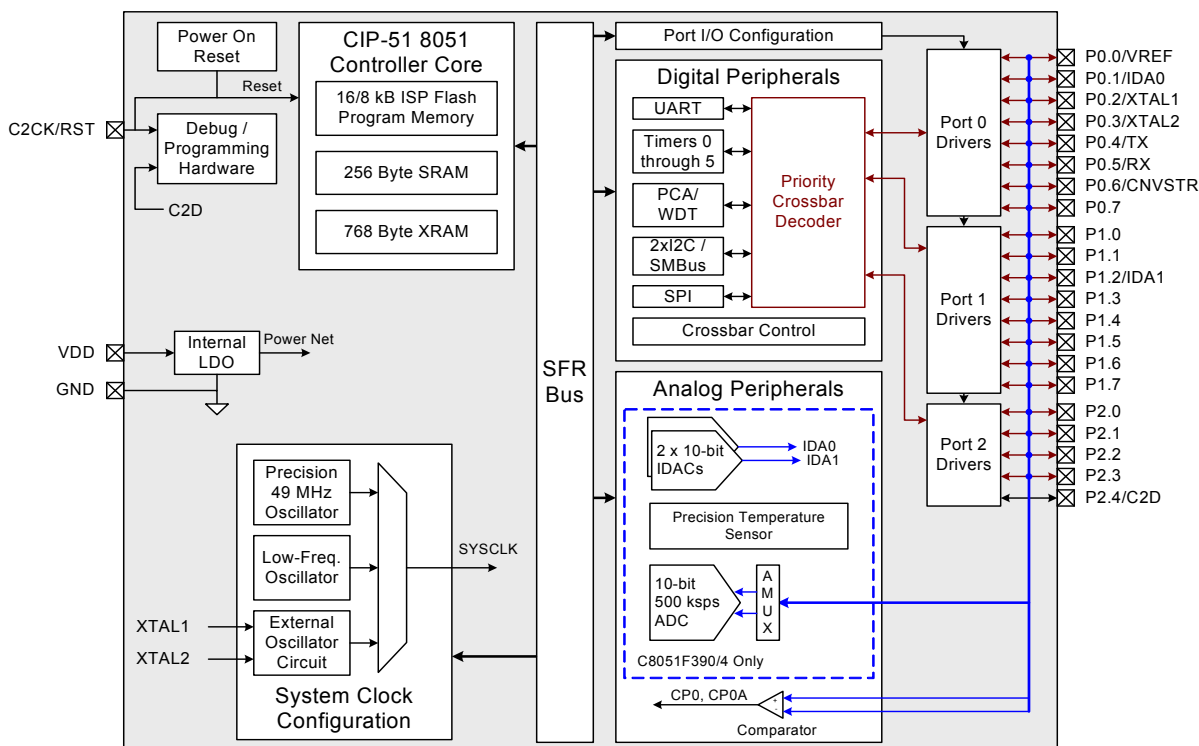 Power On
Reset
Reset
C2CK/RST
Debug /
Programming
Hardware
C2D
CIP-51 8051
Controller Core
16/8 kB ISP Flash
Program Memory
256 Byte SRAM
768 Byte XRAM
VDD
GND
Internal
LDO
Power Net
Precision
49 MHz
Oscillator
Low-Freq.
Oscillator
XTAL1
XTAL2
External
Oscillator
Circuit
SYSCLK
System Clock
Configuration
SFR
Bus
Port I/O Configuration
Digital Peripherals
UART
Timers 0
through 5
PCA/
WDT
2xI2C /
SMBus
SPI
Priority
Crossbar
Decoder
Crossbar Control
Analog Peripherals
2 x 10-bit
IDACs
IDA0
IDA1
Precision Temperature
Sensor
10-bit
500 ksps
ADC
A
M
U
X
C8051F390/4 Only
CP0, CP0A
+
-
Comparator
Port 0
Drivers
Port 1
Drivers
Port 2
Drivers
P0.0/VREF
P0.1/IDA0
P0.2/XTAL1
P0.3/XTAL2
P0.4/TX
P0.5/RX
P0.6/CNVSTR
P0.7
P1.0
P1.1
P1.2/IDA1
P1.3
P1.4
P1.5
P1.6
P1.7
P2.0
P2.1
P2.2
P2.3
P2.4/C2D